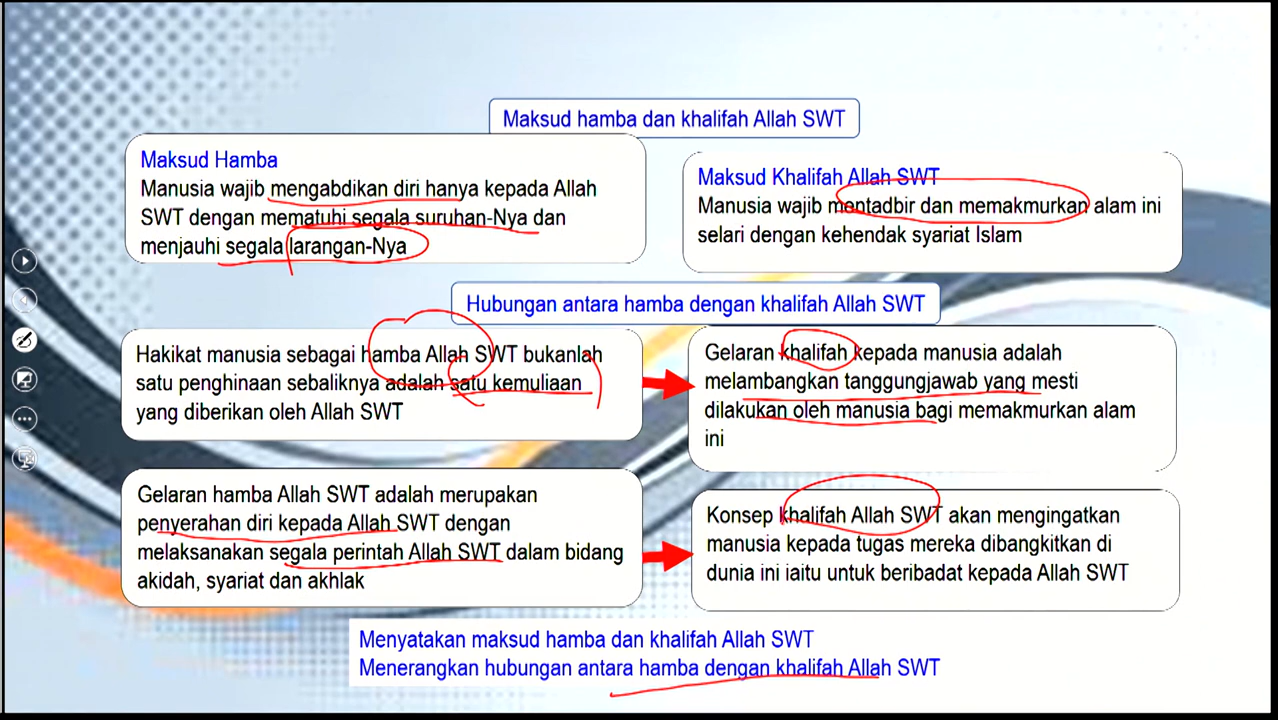 Maksud hamba dan khalifah Allah SWT
Maksud Hamba
Manusia wajib mengabdikan diri hanya kepada Allah
SWT dengan mematuhi segala suruhan-Nya dan
menjauhi segala larangan-Nya
Maksud Khalifah Allah SWT
Manusia wajib mentadbir dan memakmurkan alam ini
selari dengan kehendak syariat Islam
Hubungan antara hamba dengan khalifah Allah SWT
Hakikat manusia sebagai hamba Allah SWT bukanlah
satu penghinaan sebaliknya adalah satu kemuliaan
yang diberikan oleh Allah SWT
Gelaran khalifah kepada manusia adalah
melambangkan tanggungjawab yang mesti
dilakukan oleh manusia bagi memakmurkan alam
ini
Gelaran hamba Allah SWT adalah merupakan
penyerahan diri kepada Allah SWT dengan
melaksanakan segala perintah Allah SWT dalam bidang
akidah, syariat dan akhlak
Konsep khalifah Allah SWT akan mengingatkan
manusia kepada tugas mereka dibangkitkan di
dunia ini iaitu untuk beribadat kepada Allah SWT
Menyatakan maksud hamba dan khalifah Allah SWT
Menerangkan hubungan antara hamba dengan khalifah Allah SWT